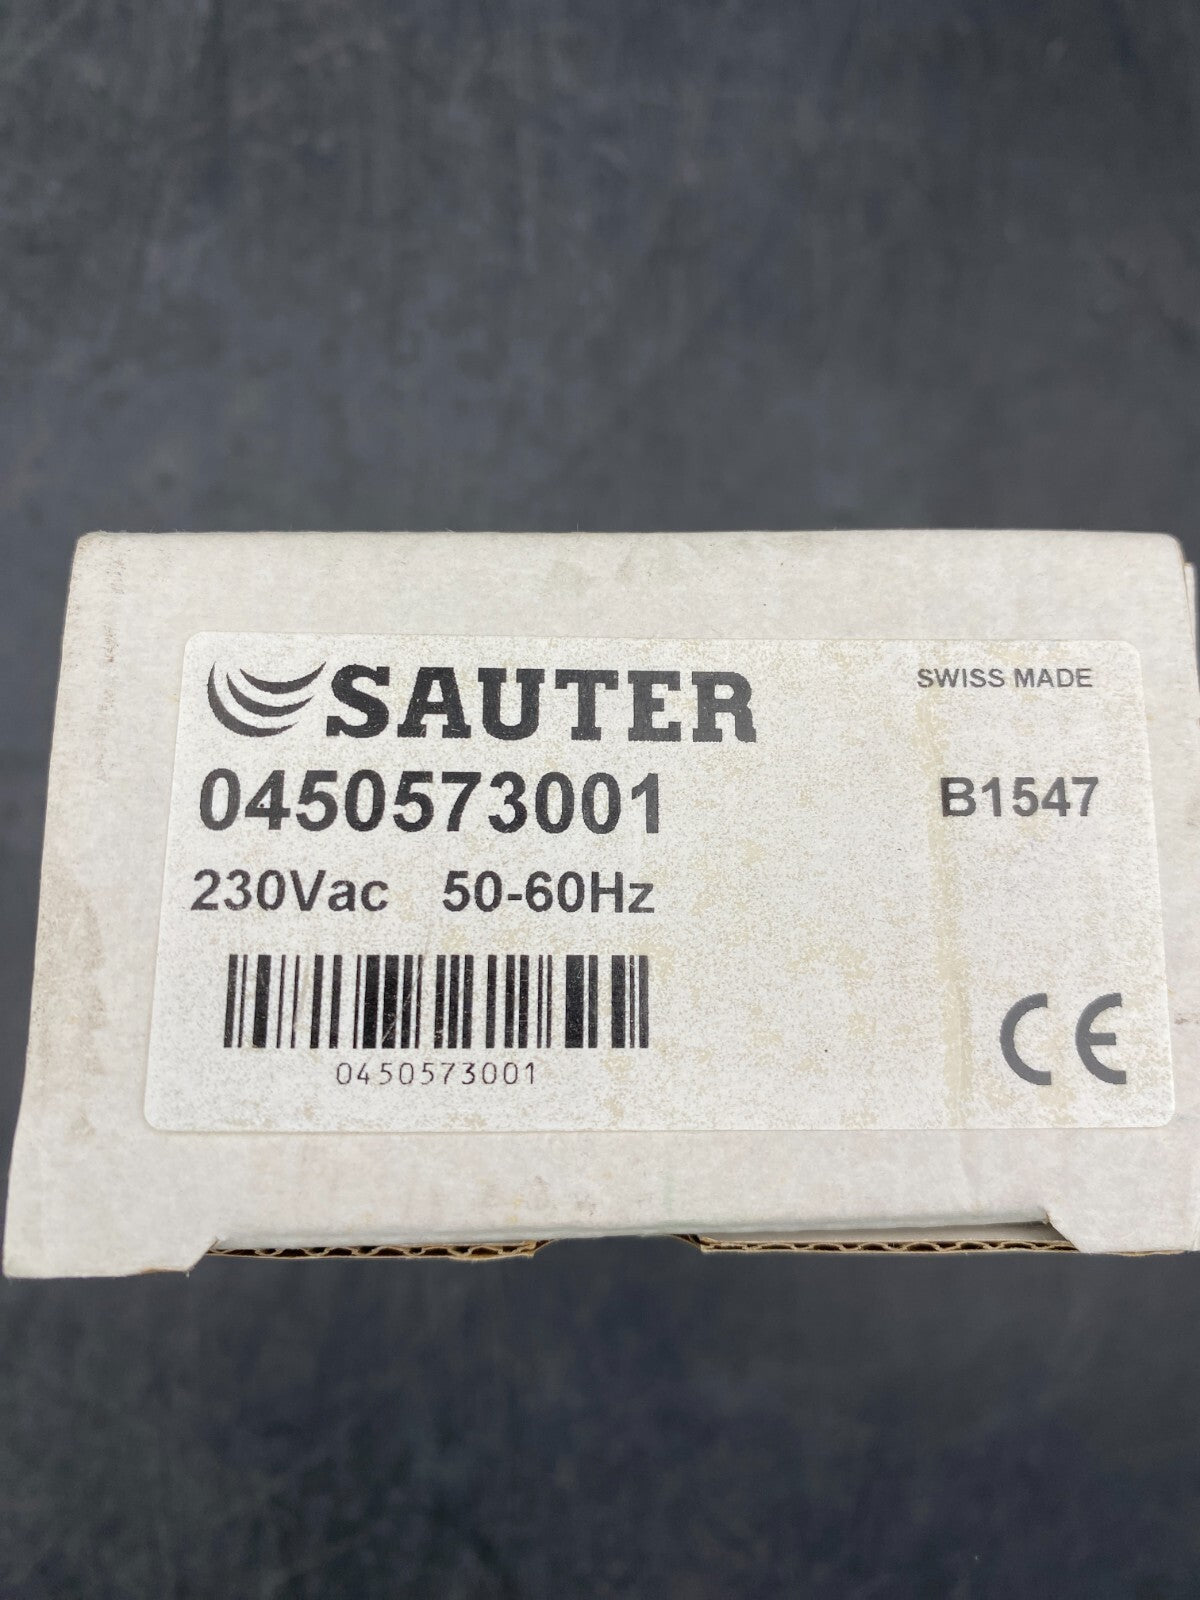 SAUTER
SWISS MADE
0450573001
B1547
230Vac 50-60Hz
0450573001
CE